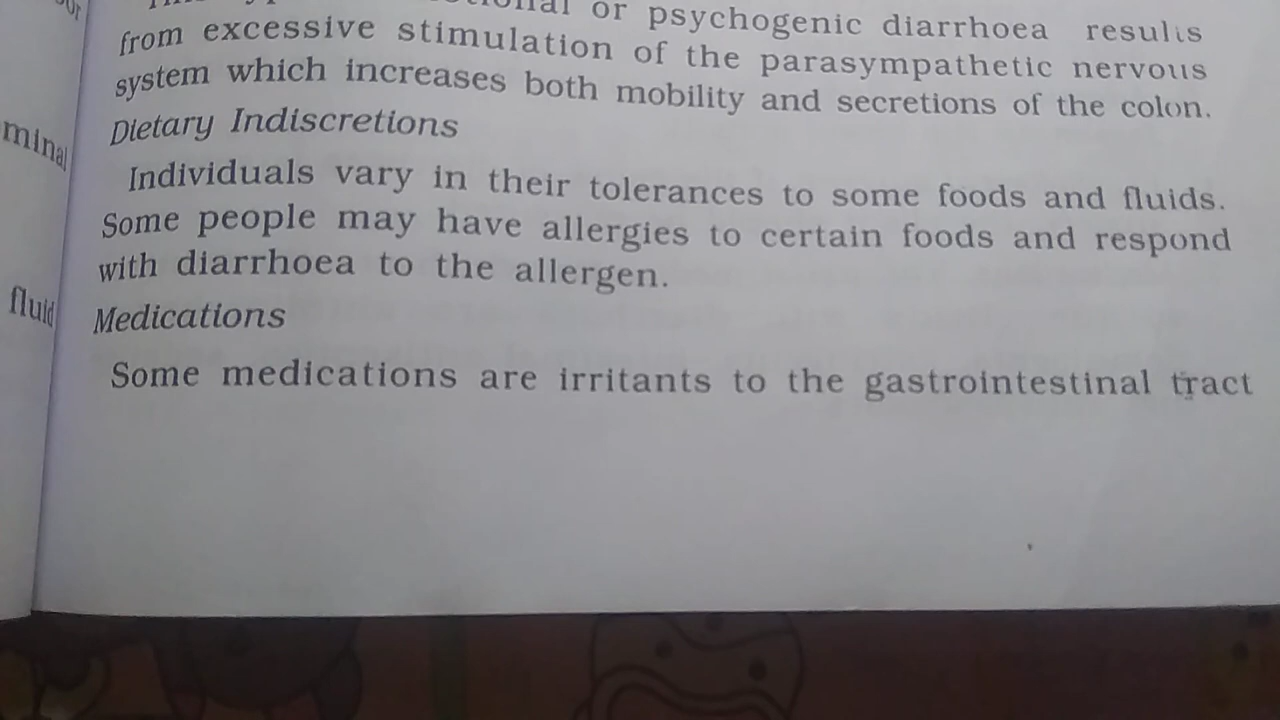 or psychogenic diarrhoea results
from excessive stimulation of the parasympathetic nervous
system which increases both mobility and secretions of the colon.
Dietary Indiscretions
Individuals vary in their tolerances to some foods and fluids.
Some people may have allergies to certain foods and respond
with diarrhoea to the allergen.
Medications
Some medications are irritants to the gastrointestinal tract
minal
fluid